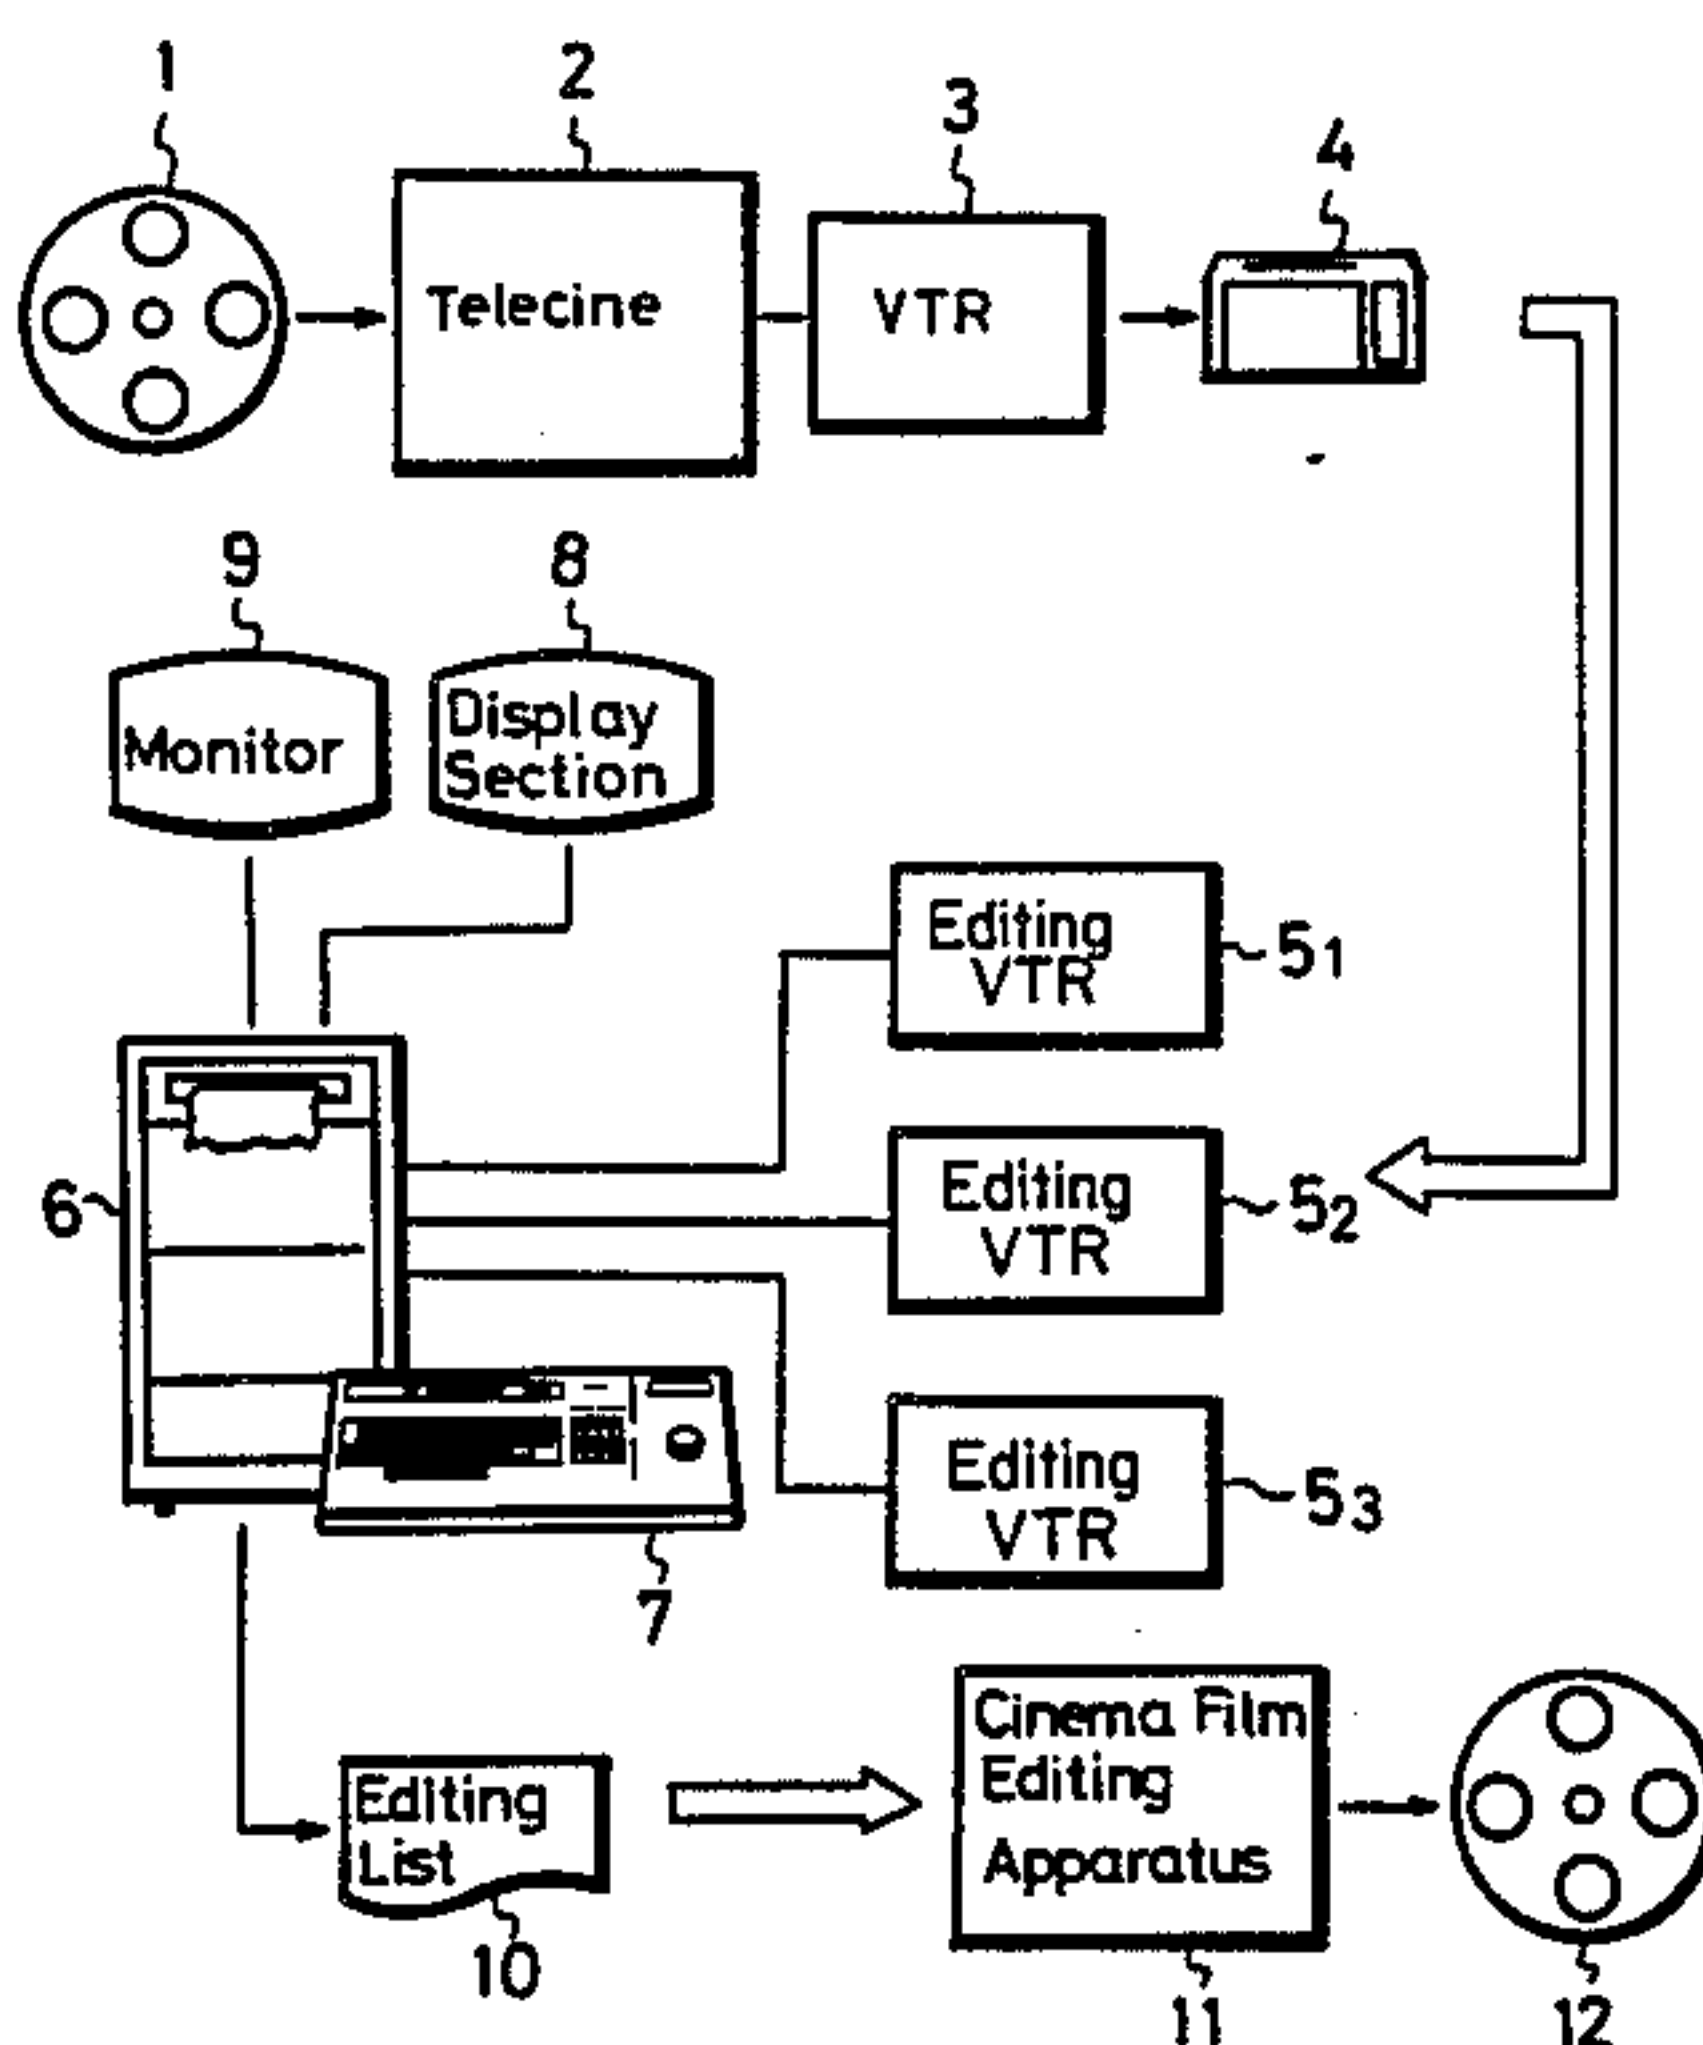 1
2
3
4
Telecine
VTR
9
8
Monitor
Display
Section
Editing
VTR
51
6
Editing
VTR
52
Editing
VTR
53
7
Editing
List
10
Cinema Film
Editing
Apparatus
11
12